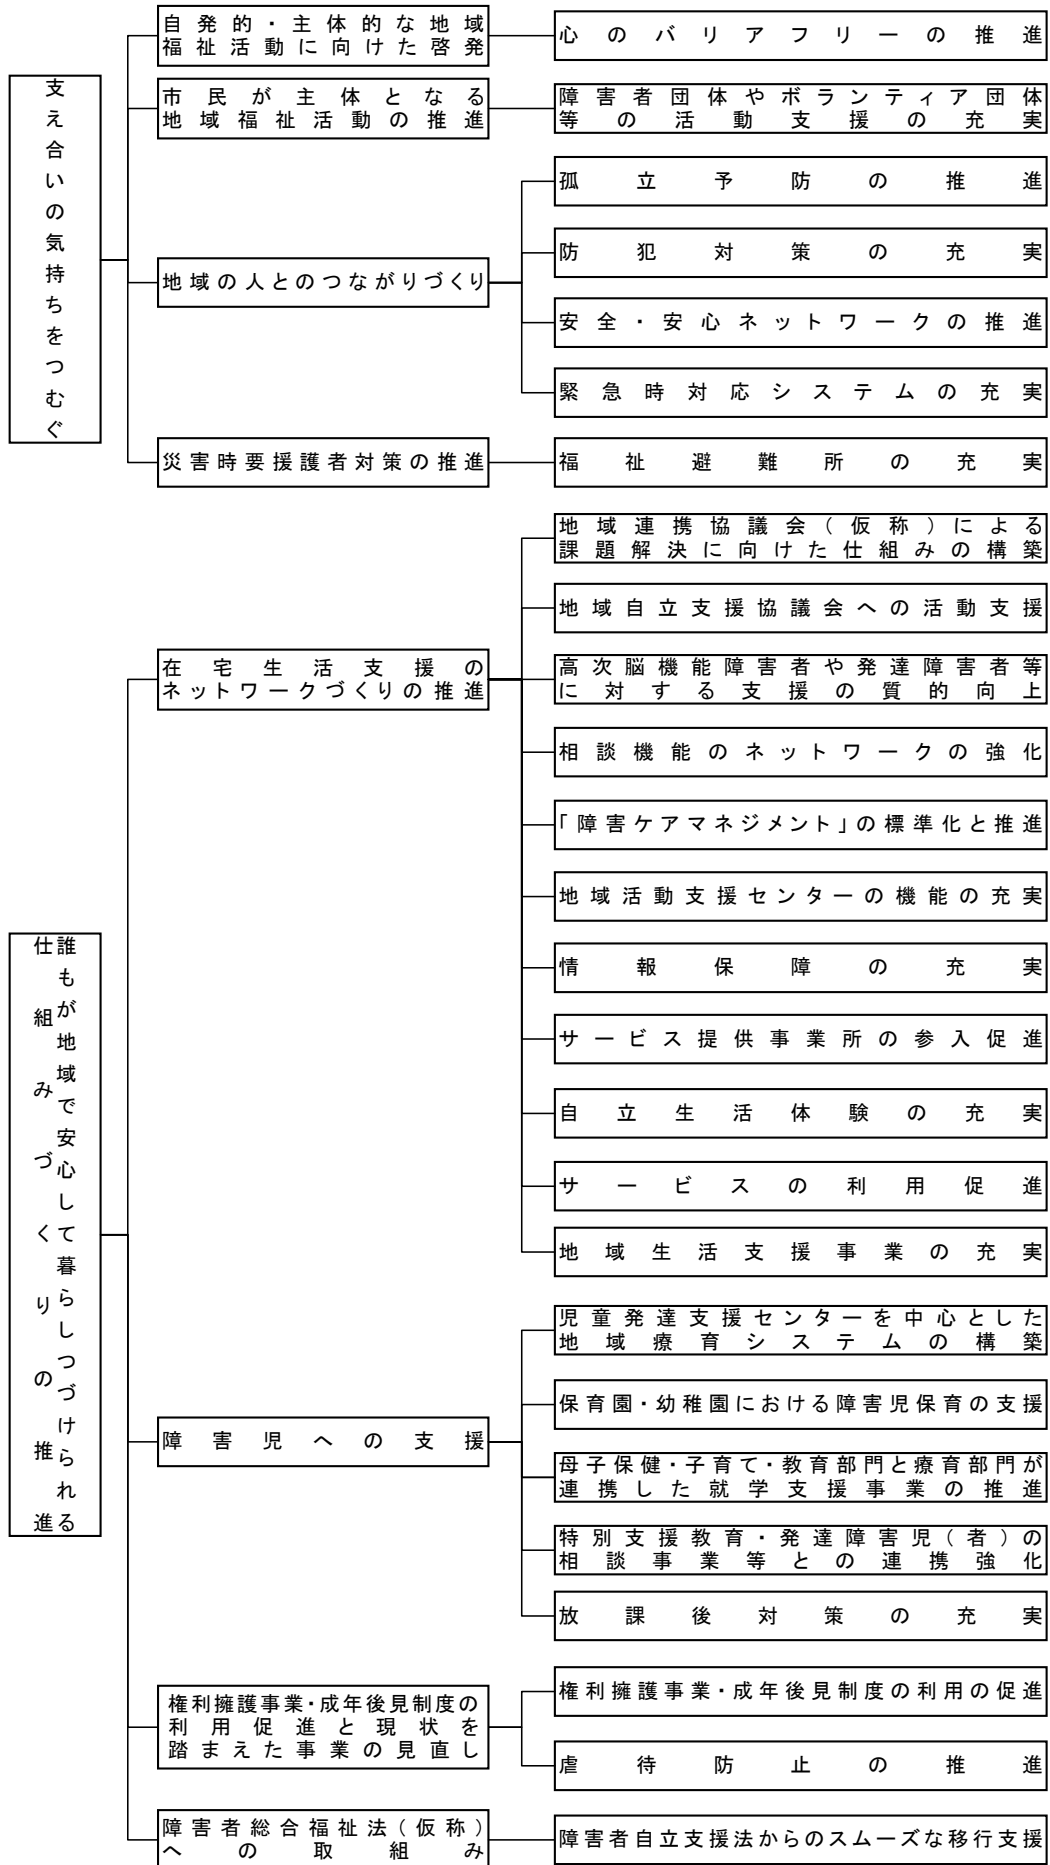 支え合いの気持ちをつむぐ
自発的・主体的な地域
福祉活動に向けた啓発
心のバリアフリーの推進
市民が主体となる
地域福祉活動の推進
障害者団体やボランティア団体
等の活動支援の充実
地域の人とのつながりづくり
孤立予防の推進
防犯対策の充実
安全・安心ネットワークの推進
緊急時対応システムの充実
災害時要援護者対策の推進
福祉避難所の充実
誰もが地域で安心して暮らしつづけられる
仕組みづくりの推進
在宅生活支援の
ネットワークづくりの推進
地域連携協議会(仮称)による
課題解決に向けた仕組みの構築
地域自立支援協議会への活動支援
高次脳機能障害者や発達障害者等
に対する支援の質的向上
相談機能のネットワークの強化
「障害ケアマネジメント」の標準化と推進
地域活動支援センターの機能の充実
情報保障の充実
サービス提供事業所の参入促進
自立生活体験の充実
サービスの利用促進
地域生活支援事業の充実
障害児への支援
児童発達支援センターを中心とした
地域療育システムの構築
保育園・幼稚園における障害児保育の支援
母子保健・子育て・教育部門と療育部門が
連携した就学支援事業の推進
特別支援教育・発達障害児(者)の
相談事業等との連携強化
放課後対策の充実
権利擁護事業・成年後見制度の
利用促進と現状を
踏まえた事業の見直し
権利擁護事業・成年後見制度の利用の促進
虐待防止の推進
障害者総合福祉法(仮称)
への取組み
障害者自立支援法からのスムーズな移行支援